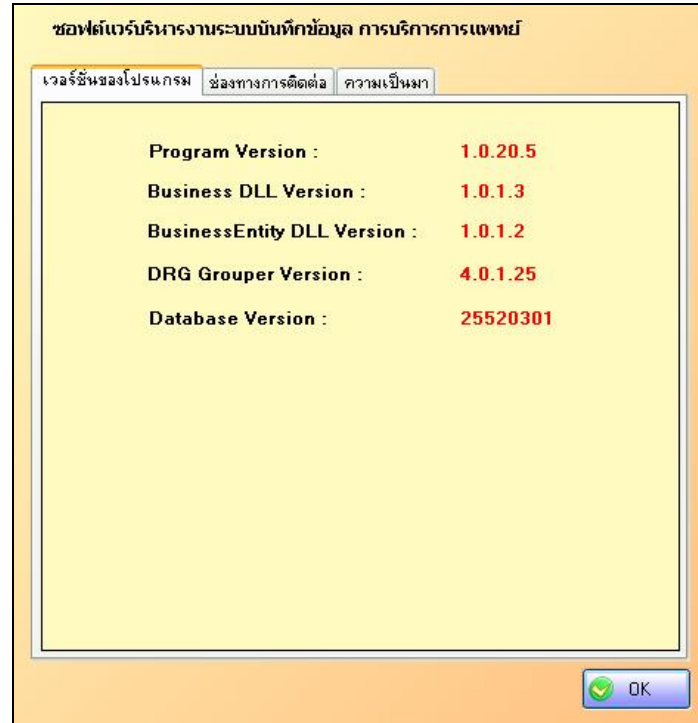 ซอฟต์แวร์บริหารงานระบบบันทึกข้อมูล การบริการการแพทย์
เวอร์ชั่นของโปรแกรม ช่องทางการติดต่อ ความเป็นมา
Program Version : 1.0.20.5
Business DLL Version : 1.0.1.3
BusinessEntity DLL Version : 1.0.1.2
DRG Grouper Version : 4.0.1.25
Database Version : 25520301
OK